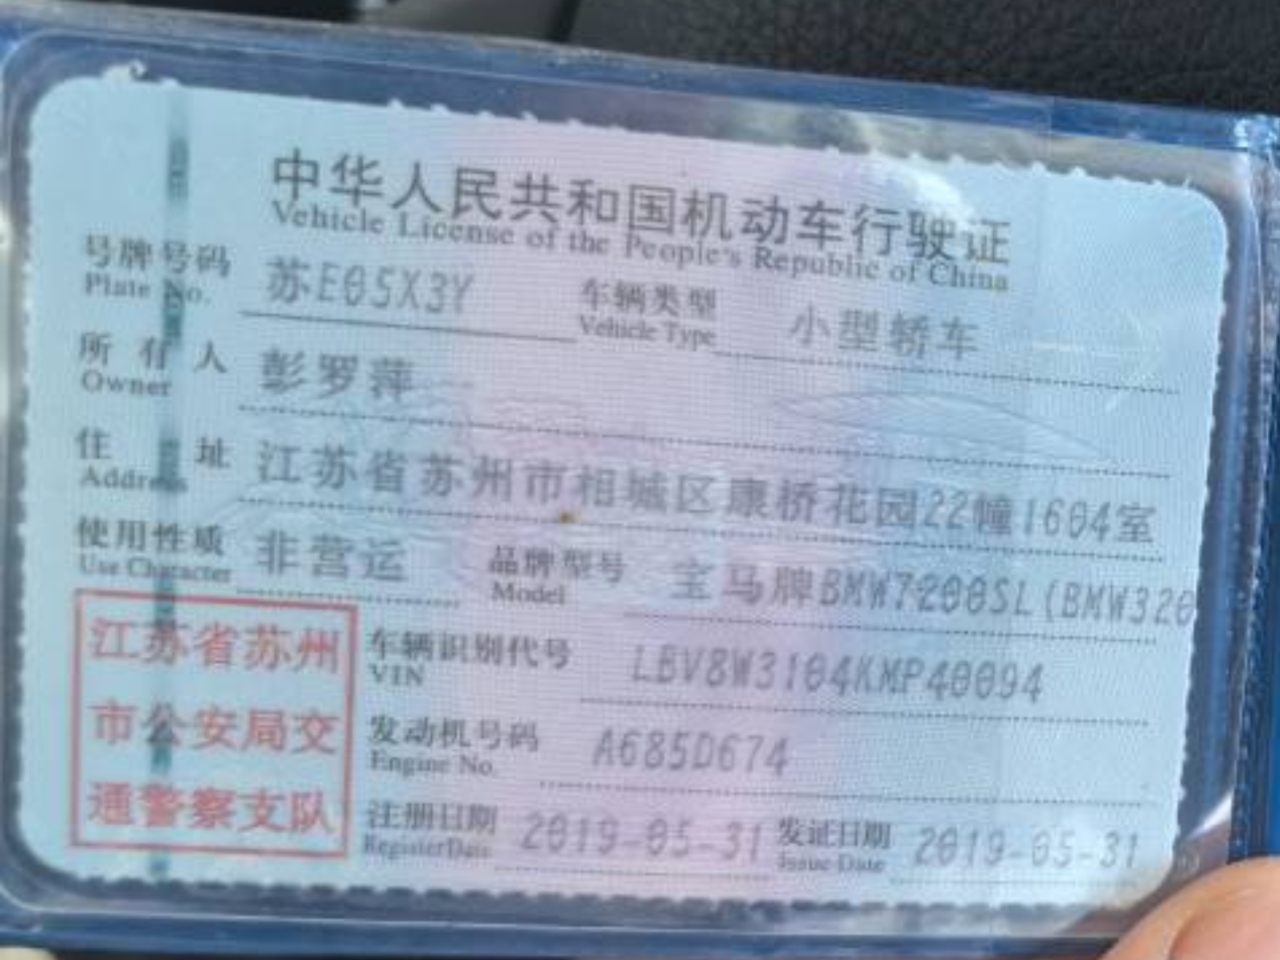 中华人民共和国机动车行驶证
Vehicle License of the People's Republic of China
号牌号码 苏E05X3Y 车辆类型 小型轿车
Plate No. Vehicle Type
所有人 彭罗萍
Owner
住址 江苏省苏州市相城区康桥花园22幢1604室
Address
使用性质 非营运 品牌型号 宝马牌BMW7200SL(BMW320
Use Character Model
江苏省苏州
市公安局交
通警察支队
车辆识别代号 LBV8W3104KMP40094
VIN
发动机号码 A685D674
Engine No.
注册日期 2019-05-31 发证日期 2019-05-31
Register Date Issue Date